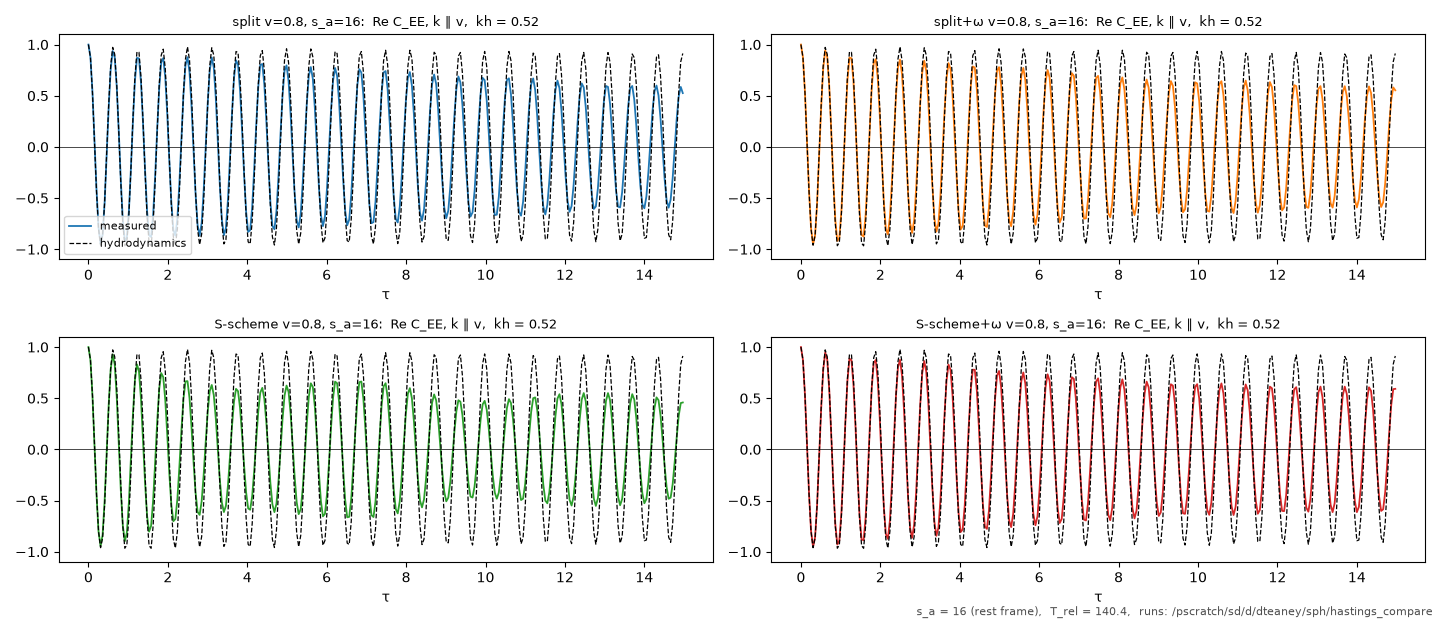 split v=0.8, s_a=16: Re C_EE, k ∥ v, kh = 0.52
1.0
0.5
0.0
−0.5
−1.0
measured
hydrodynamics
0 2 4 6 8 10 12 14
τ
split+ω v=0.8, s_a=16: Re C_EE, k ∥ v, kh = 0.52
1.0
0.5
0.0
−0.5
−1.0
0 2 4 6 8 10 12 14
τ
S-scheme v=0.8, s_a=16: Re C_EE, k ∥ v, kh = 0.52
1.0
0.5
0.0
−0.5
−1.0
0 2 4 6 8 10 12 14
τ
S-scheme+ω v=0.8, s_a=16: Re C_EE, k ∥ v, kh = 0.52
1.0
0.5
0.0
−0.5
−1.0
0 2 4 6 8 10 12 14
τ
s_a = 16 (rest frame), T_rel = 140.4, runs: /pscratch/sd/d/dteaney/sph/hastings_compare